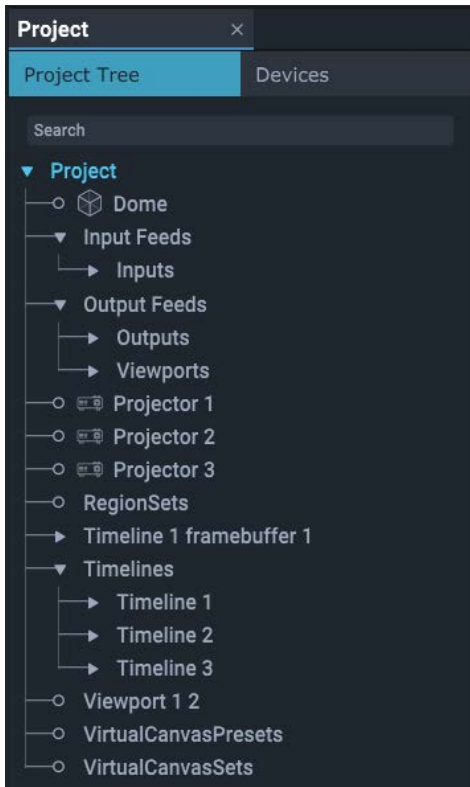 Project
Project Tree Devices
Search
Project
Dome
Input Feeds
Inputs
Output Feeds
Outputs
Viewports
Projector 1
Projector 2
Projector 3
RegionSets
Timeline 1 framebuffer 1
Timelines
Timeline 1
Timeline 2
Timeline 3
Viewport 1 2
VirtualCanvasPresets
VirtualCanvasSets